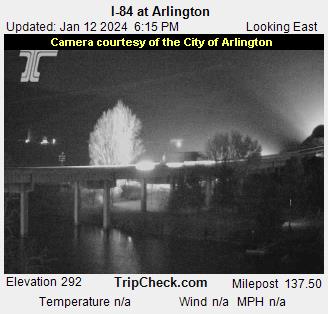 I-84 at Arlington
Updated: Jan 12 2024 6:15 PM Looking East
Camera courtesy of the City of Arlington
Elevation 292 TripCheck.com Milepost 137.50
Temperature n/a Wind n/a MPH n/a